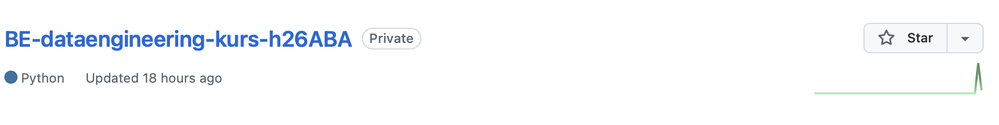 BE-dataengineering-kurs-h26ABA Private Star
Python Updated 18 hours ago